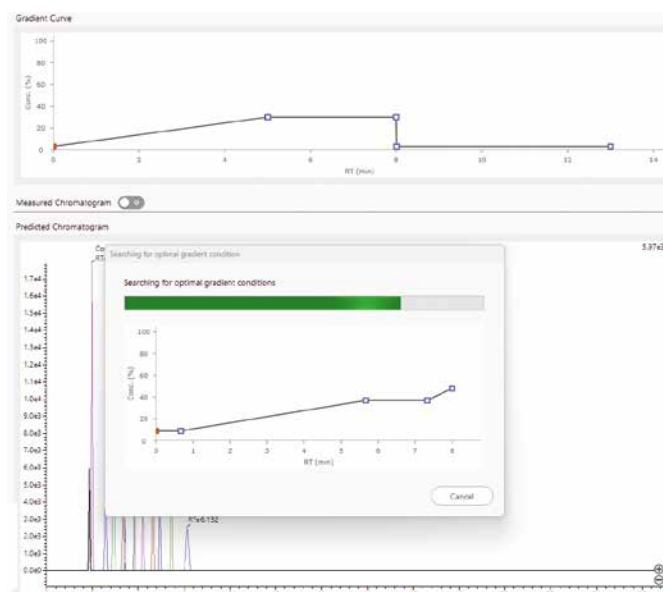 Gradient Curve
100
80
60
40
20
0
Conc. (%)
0 2 4 6 8 10 12 14
RT (min)
Measured Chromatogram
Predicted Chromatogram
5.97e3
Searching for optimal gradient condition
Searching for optimal gradient conditions
100
80
60
40
20
0
Conc. (%)
0 1 2 3 4 5 6 7 8
RT (min)
Cancel
1.7e4
1.6e4
1.5e4
1.4e4
1.3e4
1.2e4
1.1e4
1.0e4
9.0e3
8.0e3
7.0e3
6.0e3
5.0e3
4.0e3
3.0e3
2.0e3
1.0e3
0.0e0
RT=6.132